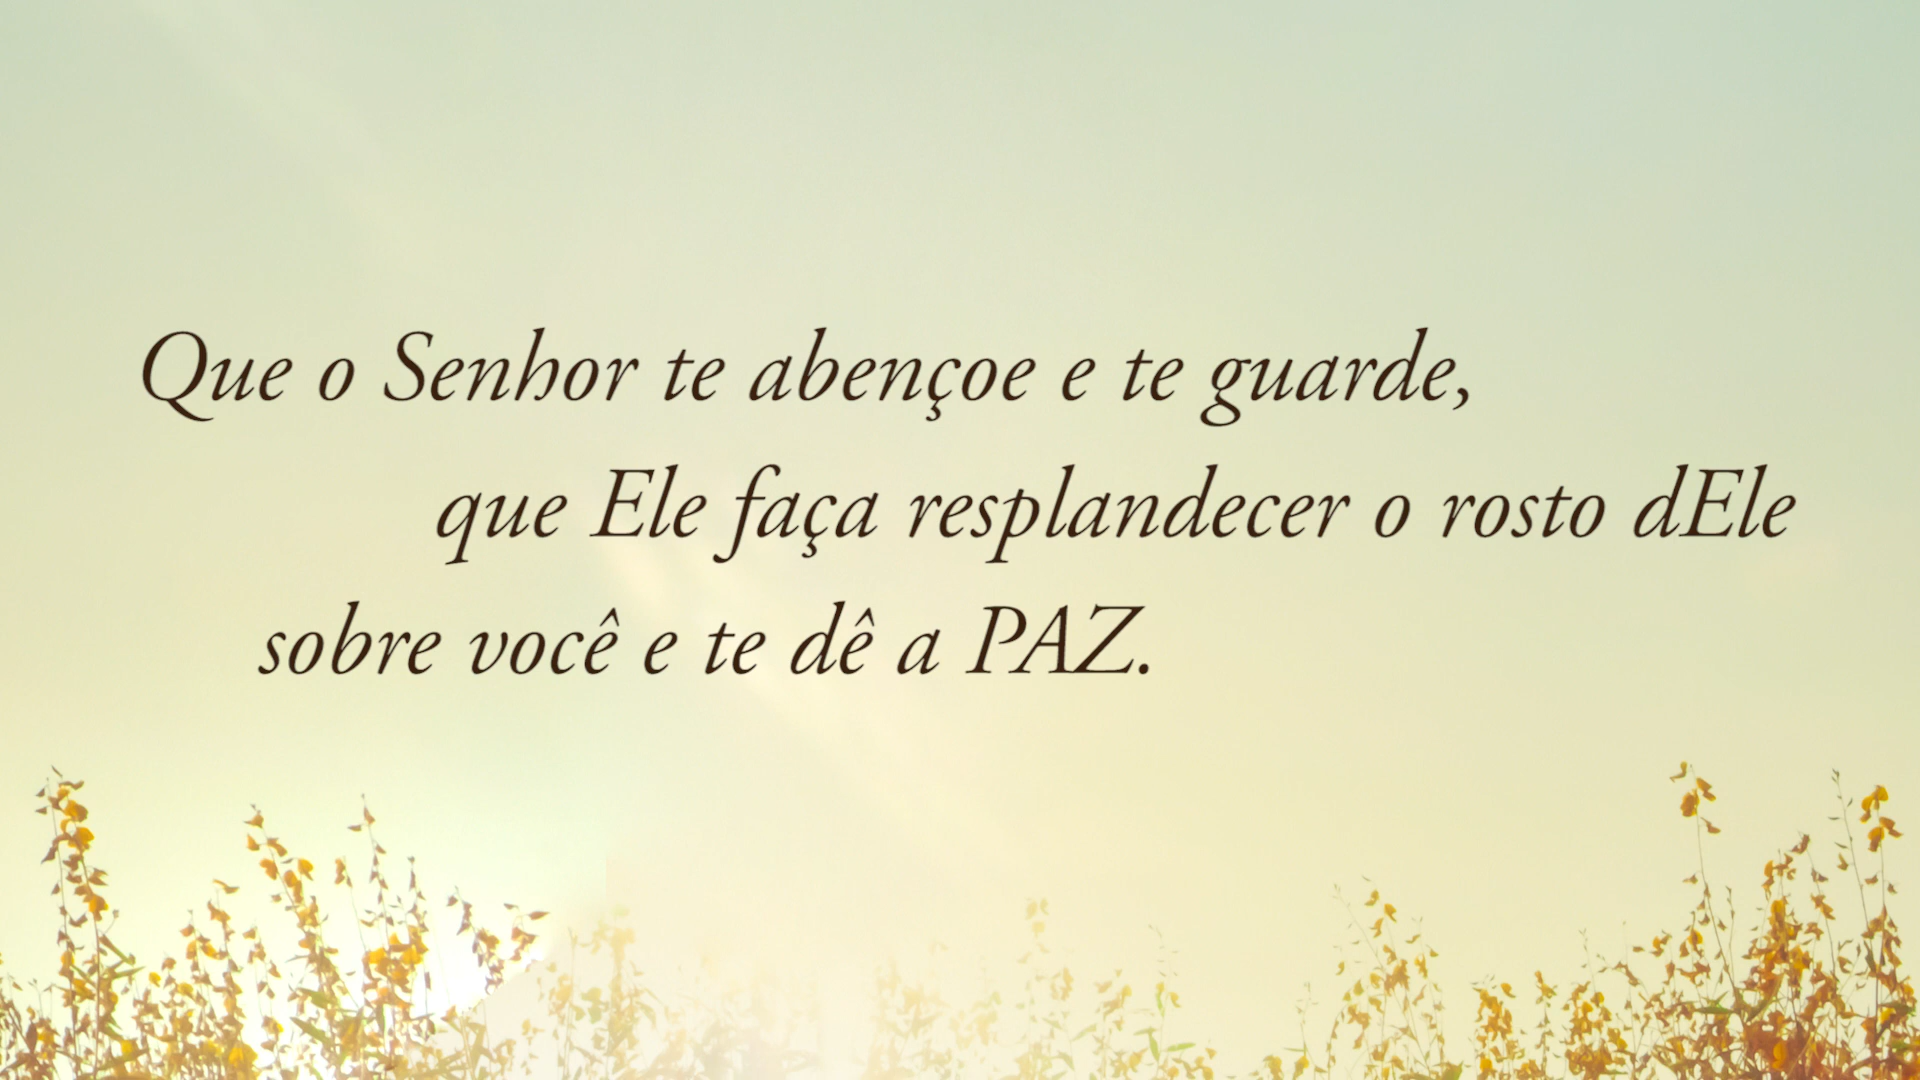 Que o Senhor te abençoe e te guarde,
que Ele faça resplandecer o rosto dEle
sobre você e te dê a PAZ.